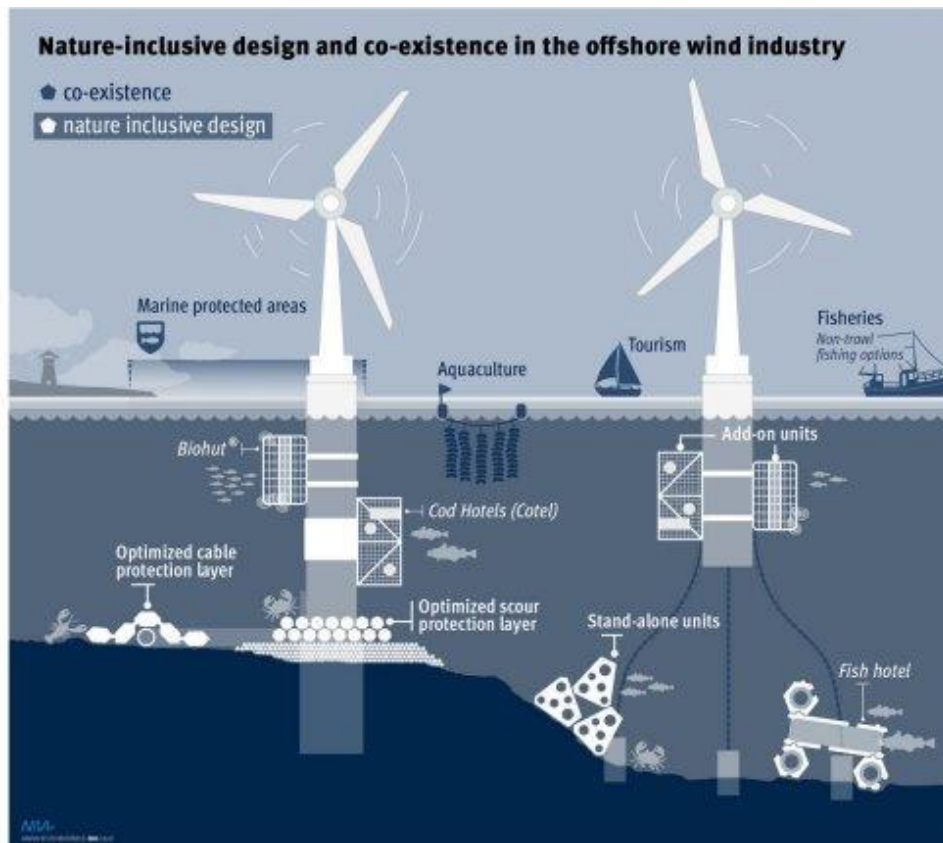 Nature-inclusive design and co-existence in the offshore wind industry
co-existence
nature inclusive design
Marine protected areas
Aquaculture
Tourism
Fisheries
Non-trawl
fishing options
Biohut®
Add-on units
Cod Hotels (Cotel)
Optimized cable
protection layer
Optimized scour
protection layer
Stand-alone units
Fish hotel